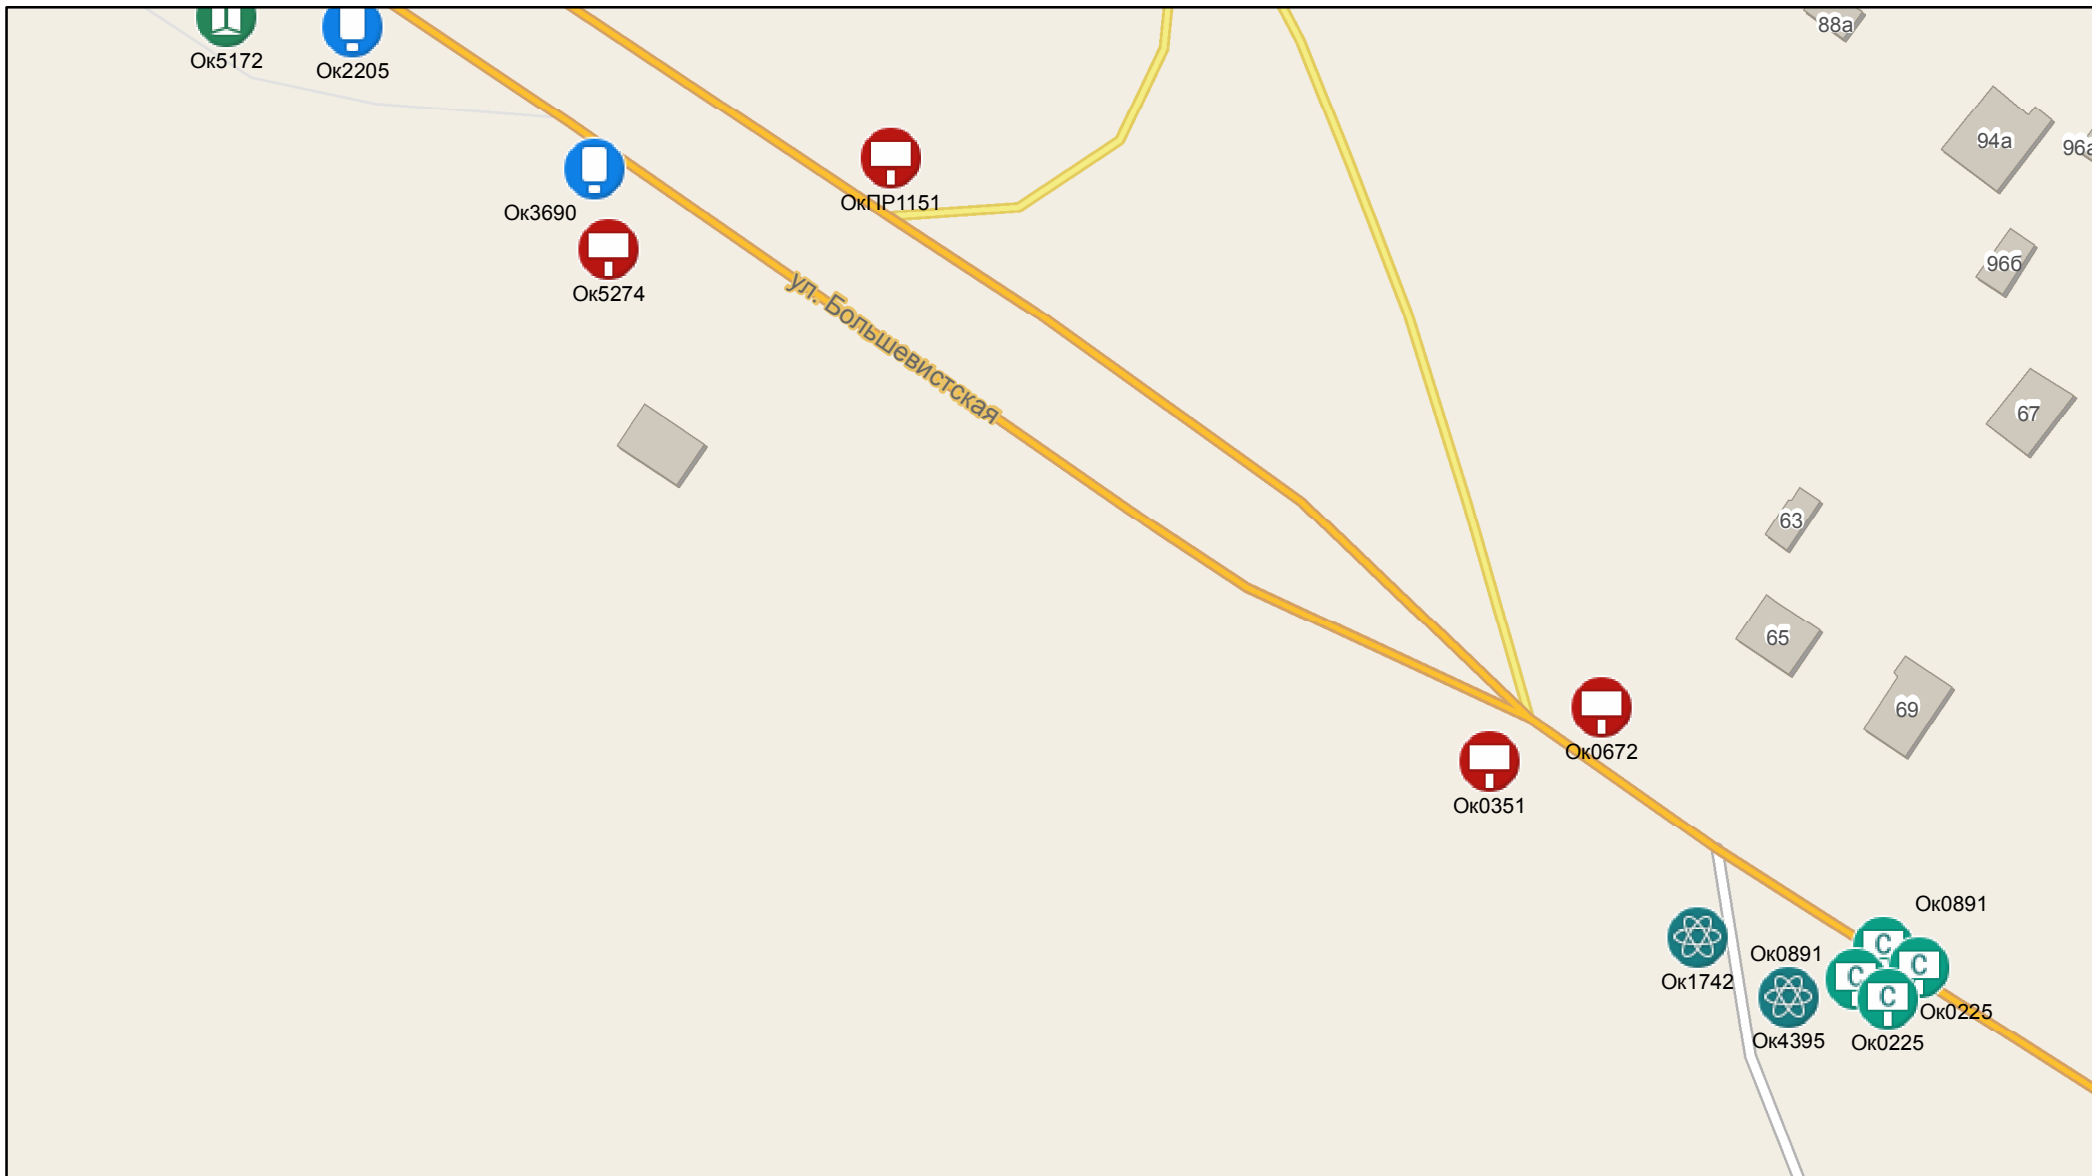 88а
Ок5172
Ок2205
94а
96а
ОкПР1151
Ок3690
96б
Ок5274
ул. Большевистская
67
63
65
69
Ок0672
Ок0351
Ок0891
С
Ок0891
С
С
Ок1742
С
Ок0225
Ок4395
Ок0225